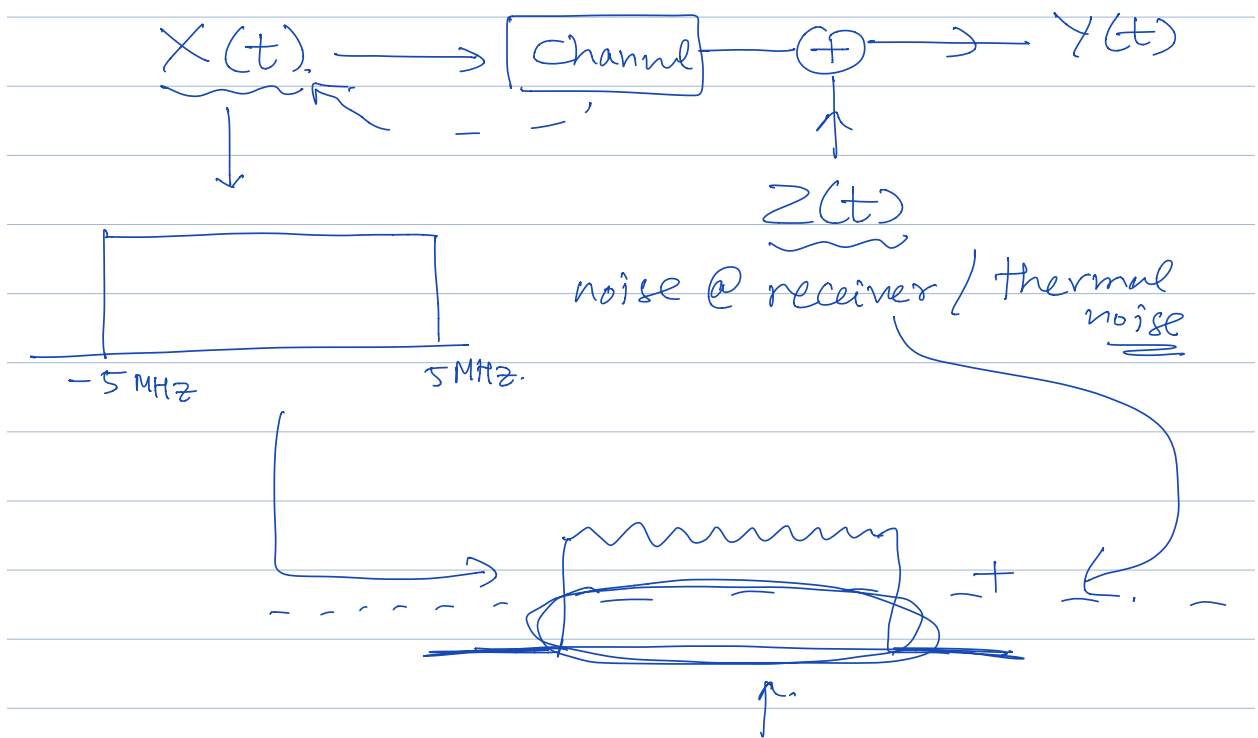 X(t). Channel + Y(t)
Z(t)
noise @ receiver / thermal
noise
-5 MHz 5 MHz.
+